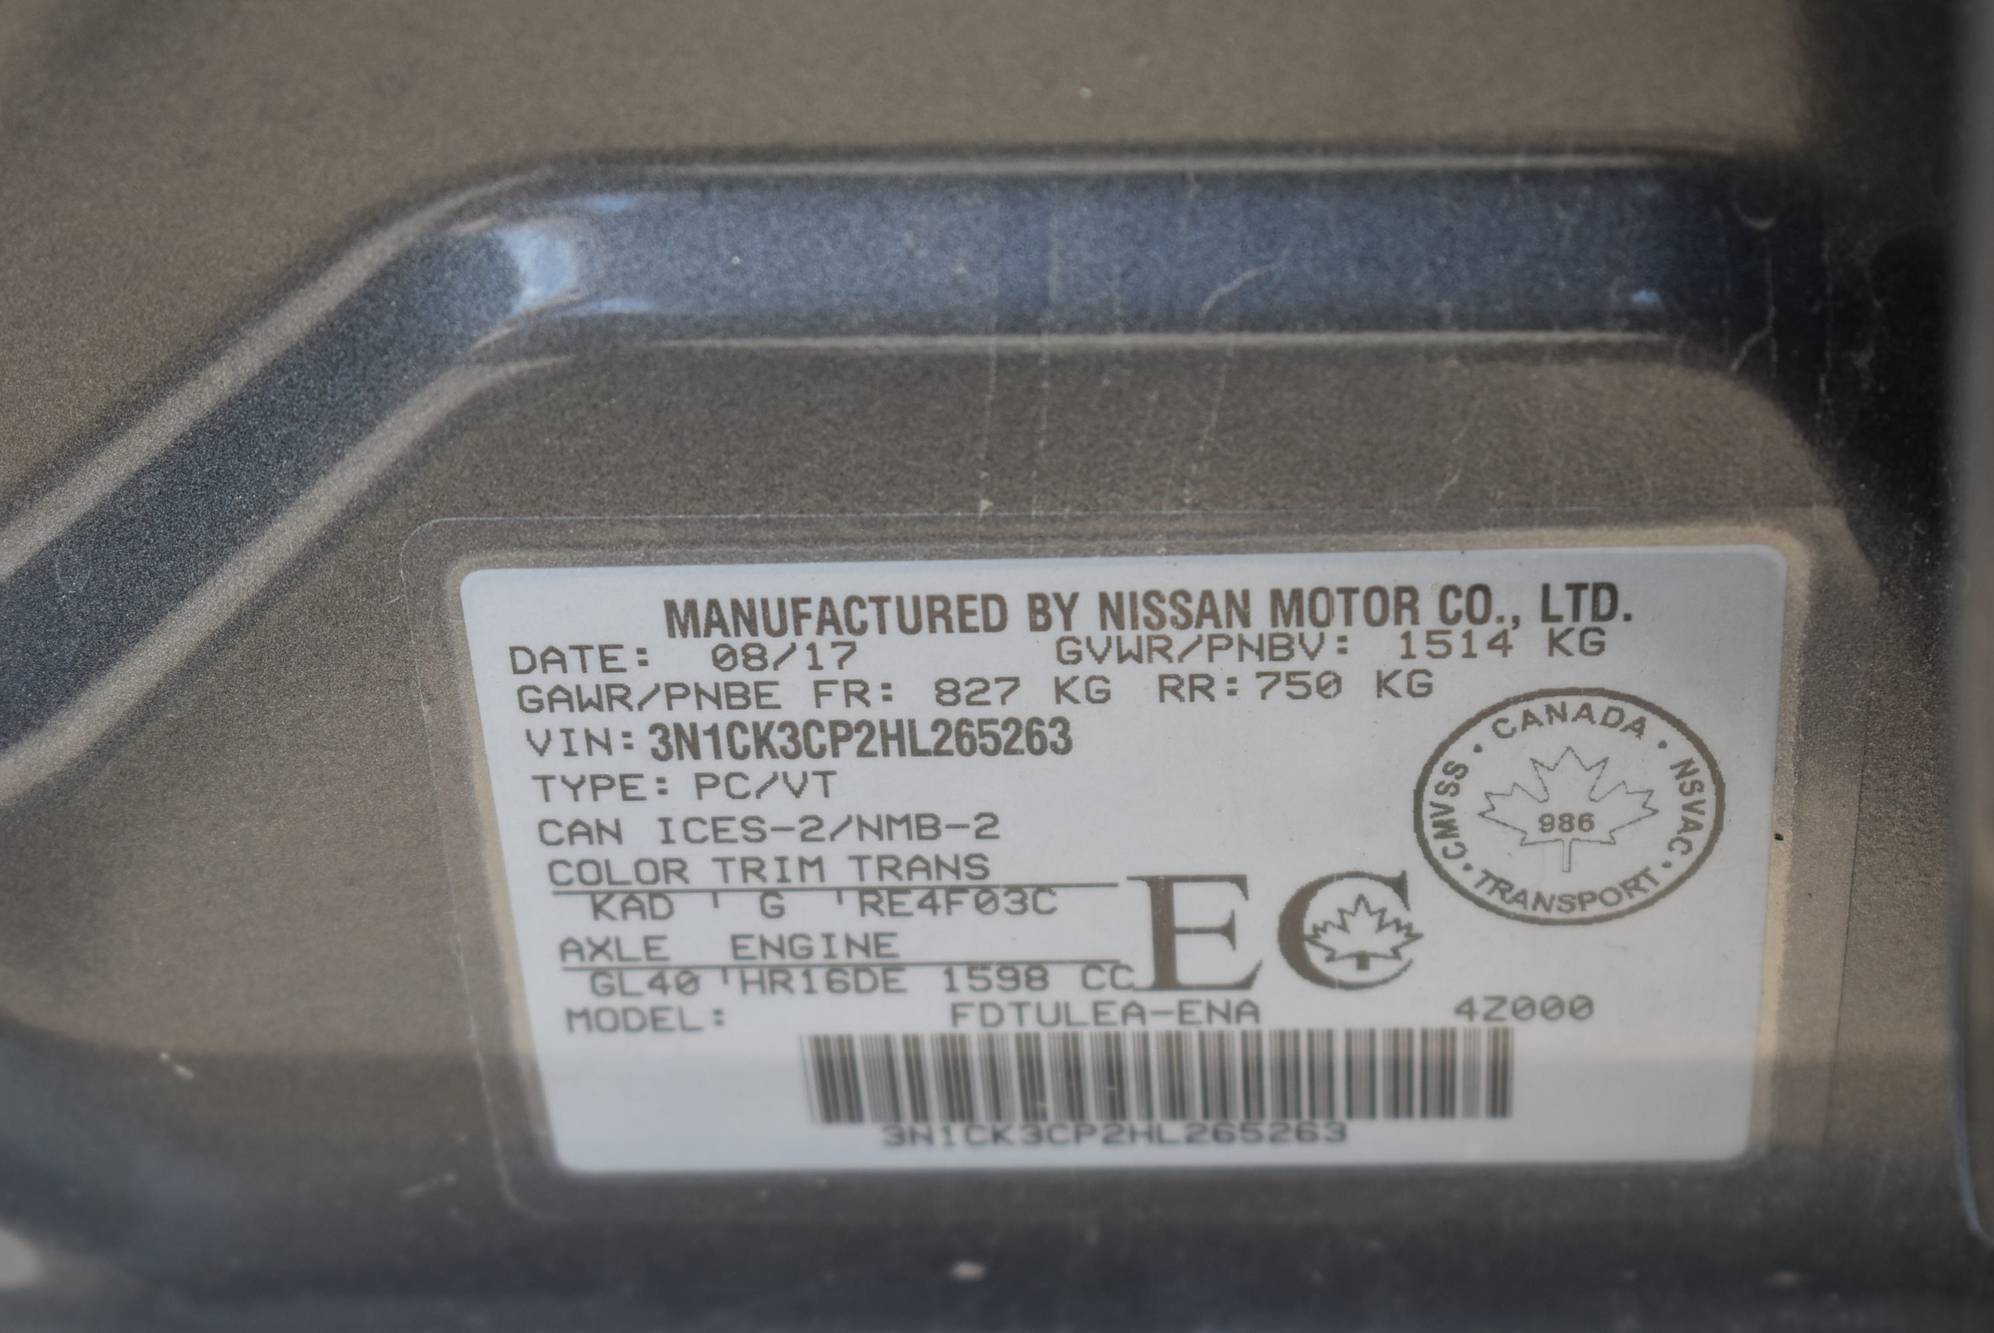 MANUFACTURED BY NISSAN MOTOR CO., LTD.
DATE: 08/17 GVWR/PNBV: 1514 KG
GAWR/PNBE FR: 827 KG RR: 750 KG
VIN: 3N1CK3CP2HL265263
TYPE: PC/VT
CAN ICES-2/NMB-2
COLOR TRIM TRANS
KAD ' G 'RE4F03C
AXLE ENGINE
GL40 'HR16DE 1598 CC
EC
MODEL: FDTULEA-ENA 4Z000
3N1CK3CP2HL265263
CANADA · NSVAC · TRANSPORT · CMVSS ·
986